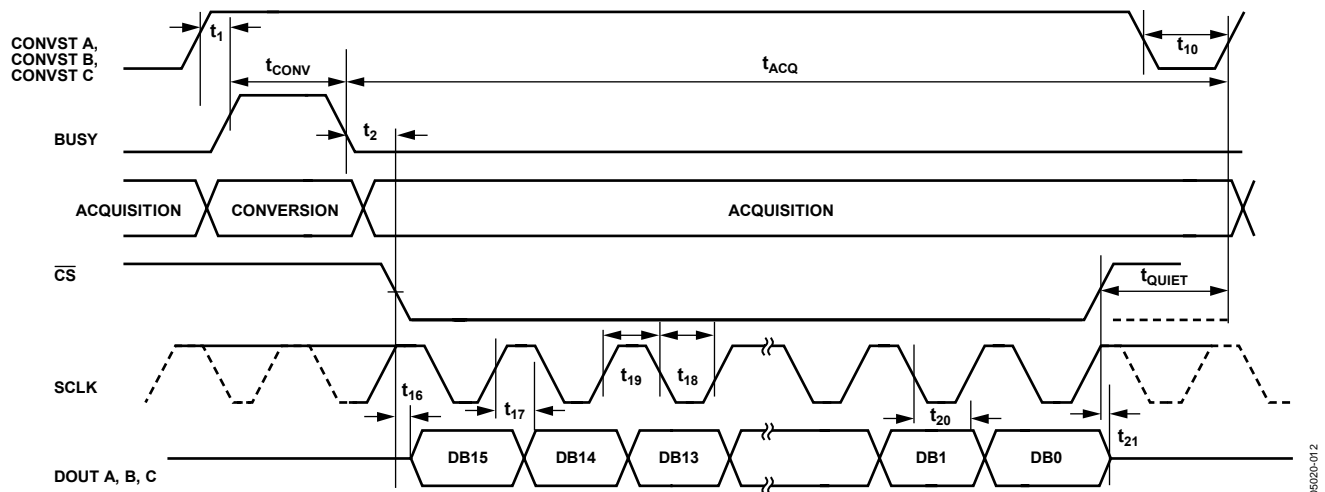 CONVST A,
CONVST B,
CONVST C
t1
tCONV
tACQ
t10
BUSY
t2
ACQUISITION
CONVERSION
ACQUISITION
CS
tQUIET
SCLK
t16
t17
t19
t18
t20
t21
DOUT A, B, C
DB15
DB14
DB13
DB1
DB0
05020-012